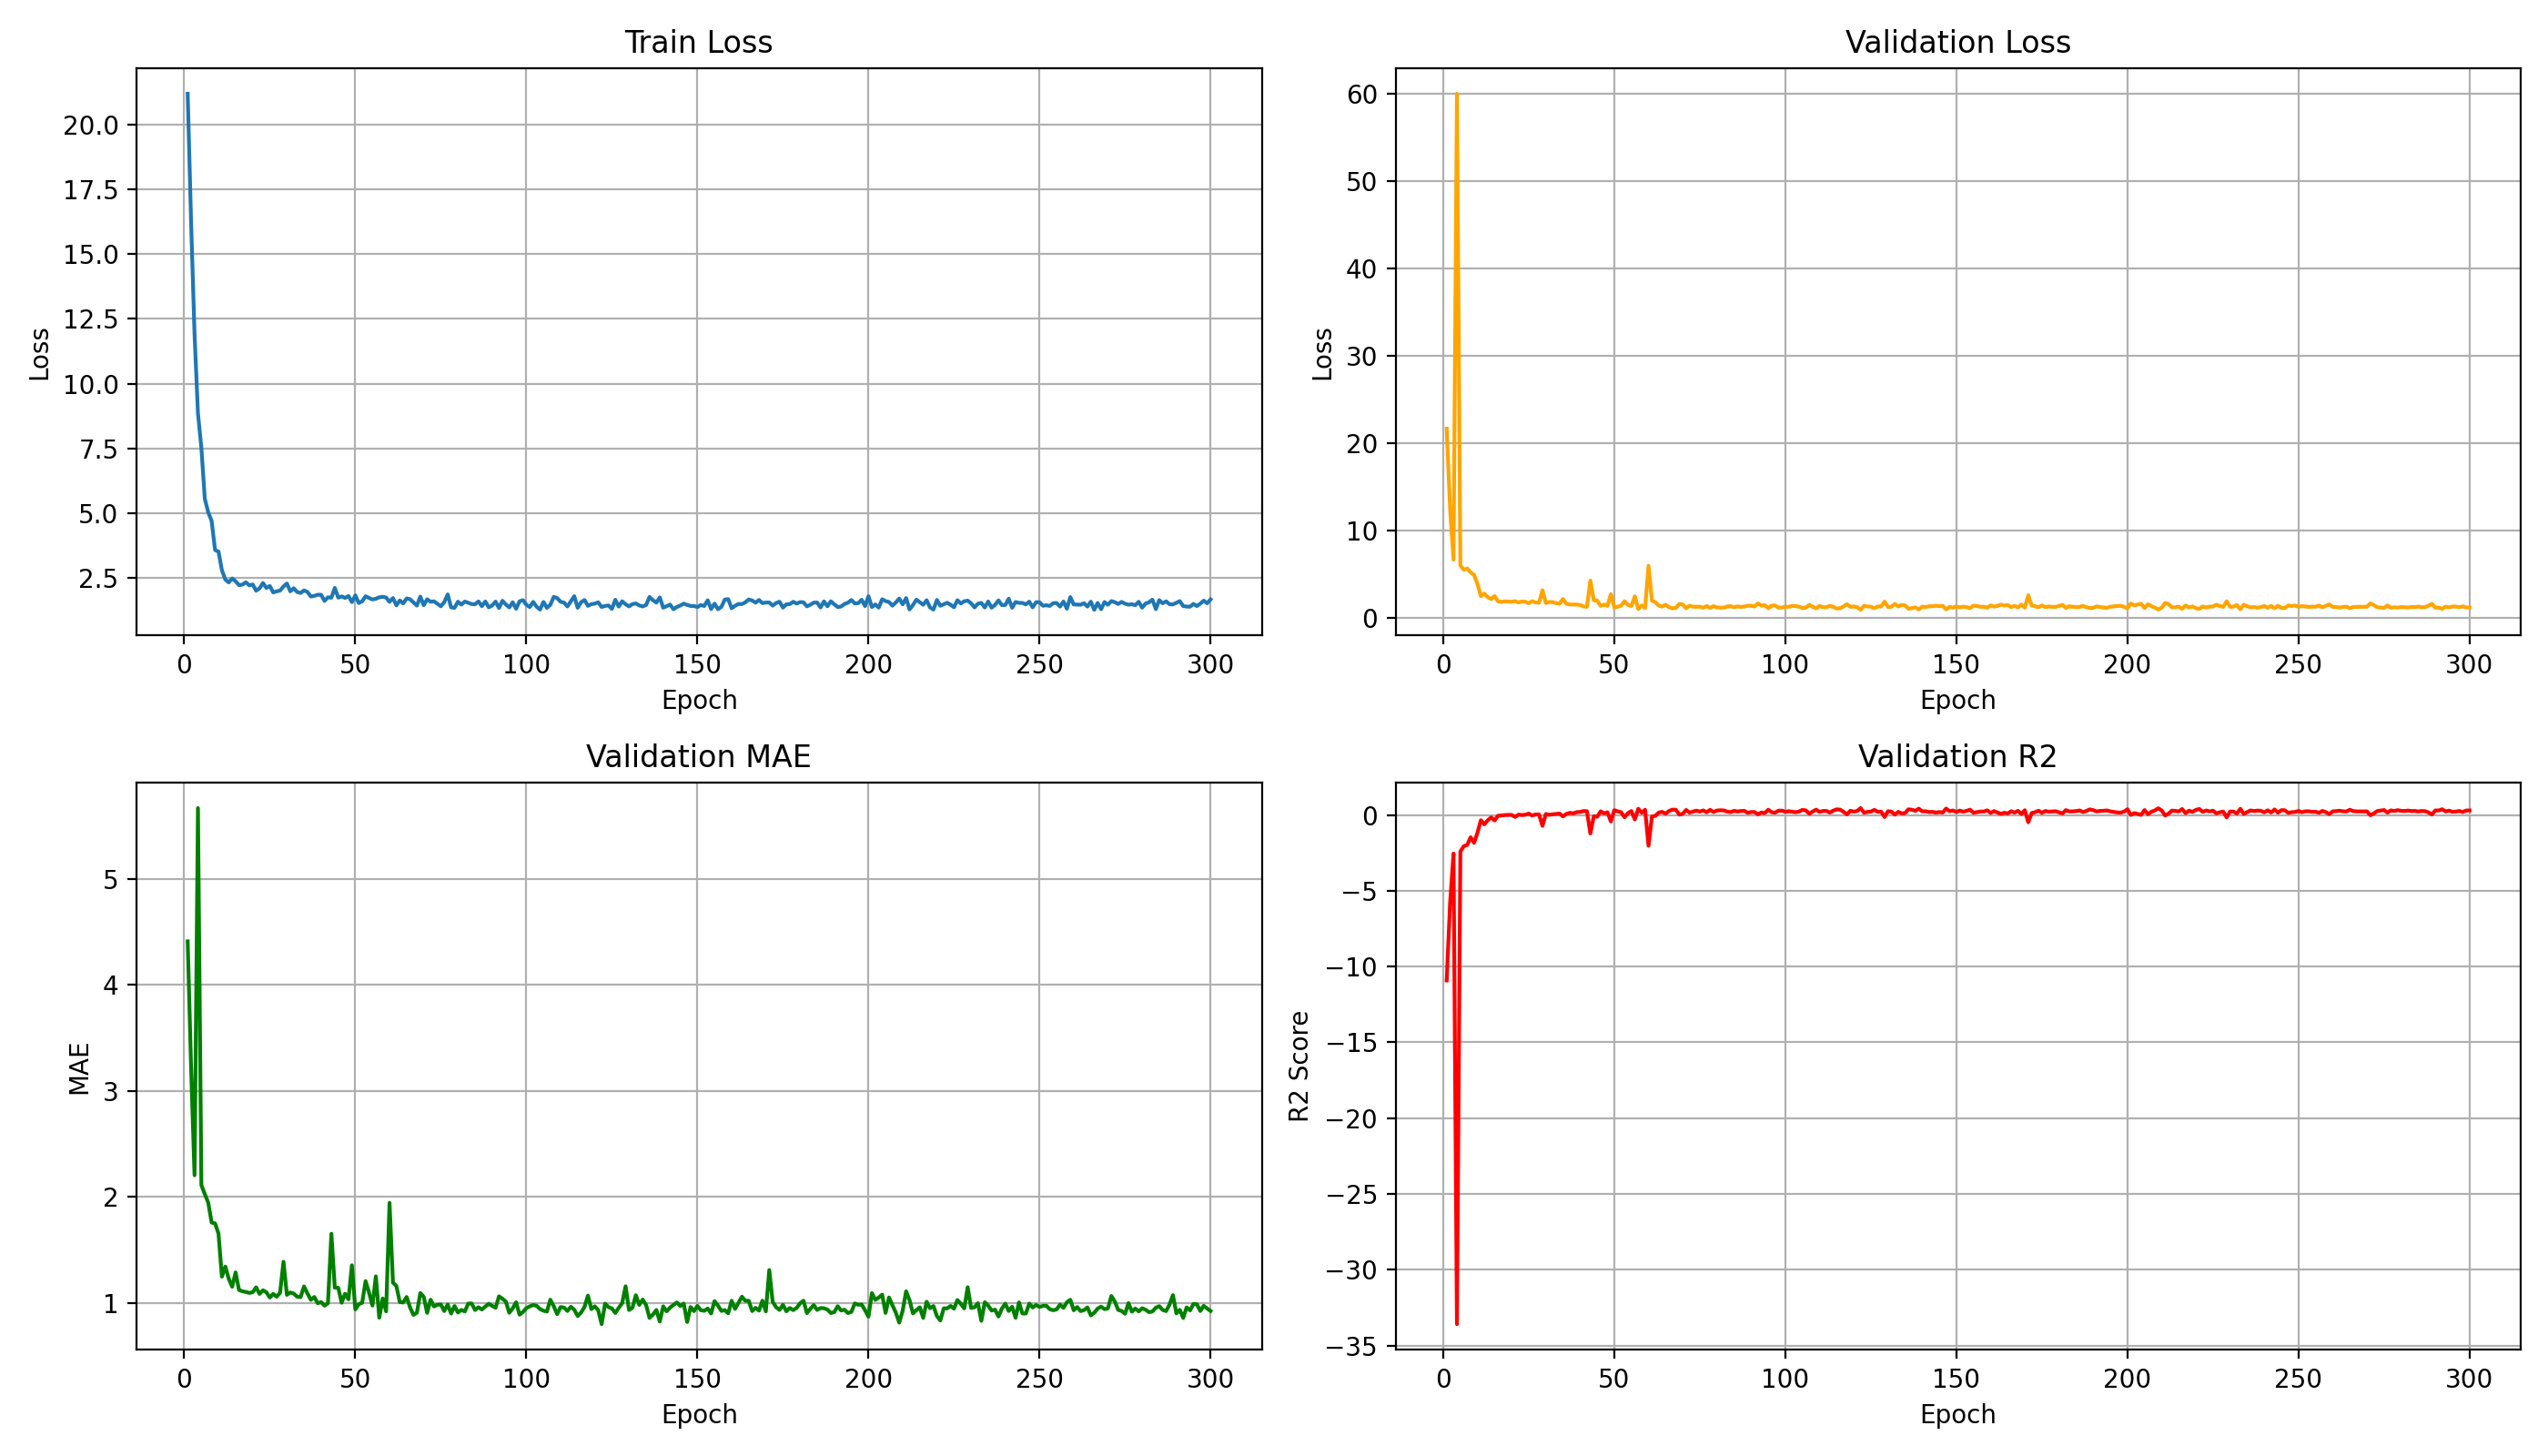 Train Loss
20.0
17.5
15.0
12.5
10.0
7.5
5.0
2.5
Loss
0 50 100 150 200 250 300
Epoch
Validation Loss
60
50
40
30
20
10
0
Loss
0 50 100 150 200 250 300
Epoch
Validation MAE
5
4
3
2
1
MAE
0 50 100 150 200 250 300
Epoch
Validation R2
0
−5
−10
−15
−20
−25
−30
−35
R2 Score
0 50 100 150 200 250 300
Epoch